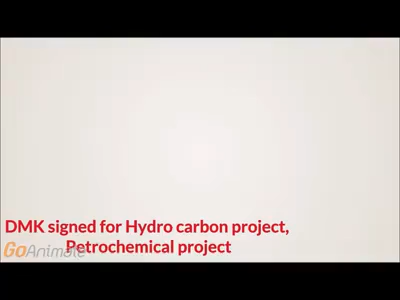 DMK signed for Hydro carbon project,
Petrochemical project
GoAnimate